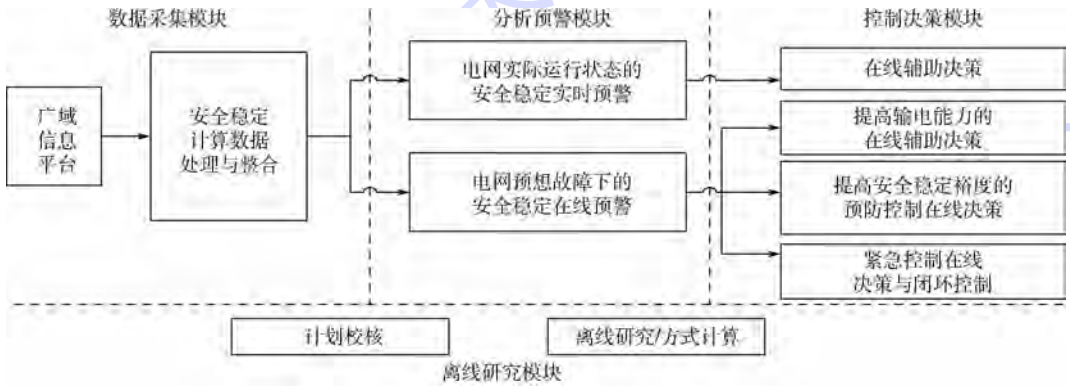 数据采集模块
分析预警模块
控制决策模块
广域
信息
平台
安全稳定
计算数据
处理与整合
电网实际运行状态的
安全稳定实时预警
电网预想故障下的
安全稳定在线预警
在线辅助决策
提高输电能力的
在线辅助决策
提高安全稳定裕度的
预防控制在线决策
紧急控制在线
决策与闭环控制
计划校核
离线研究/方式计算
离线研究模块